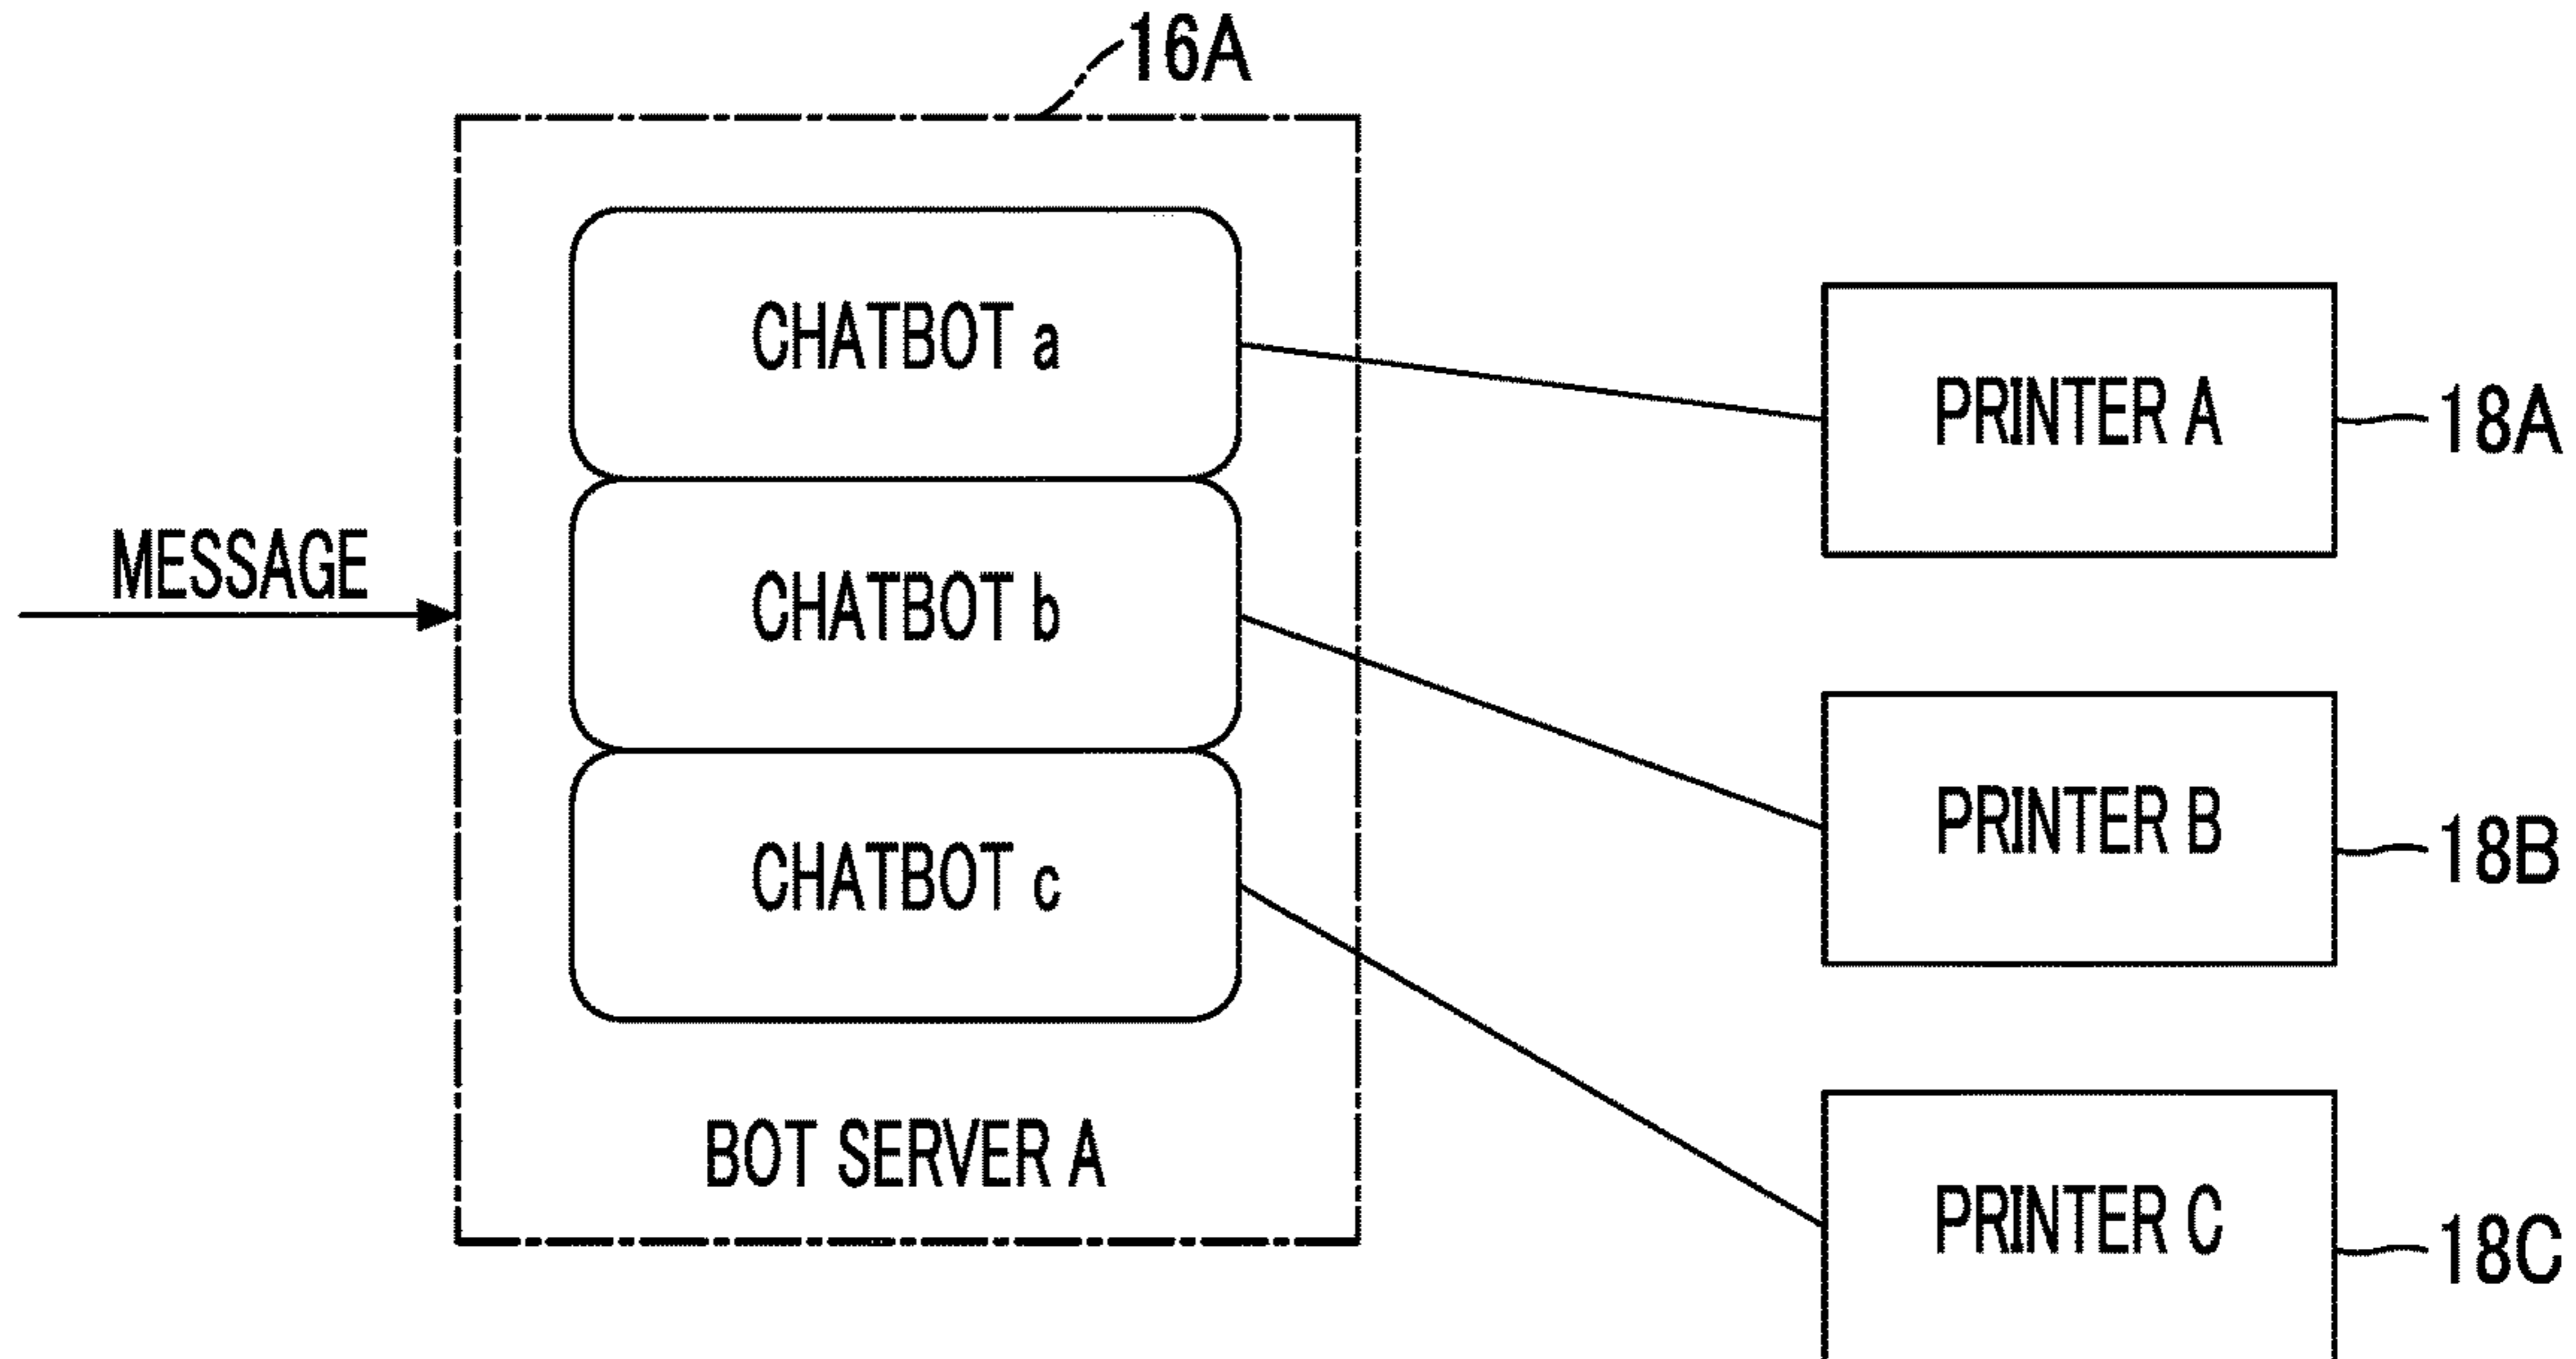 16A
CHATBOT a
PRINTER A
18A
MESSAGE
CHATBOT b
PRINTER B
18B
CHATBOT c
BOT SERVER A
PRINTER C
18C